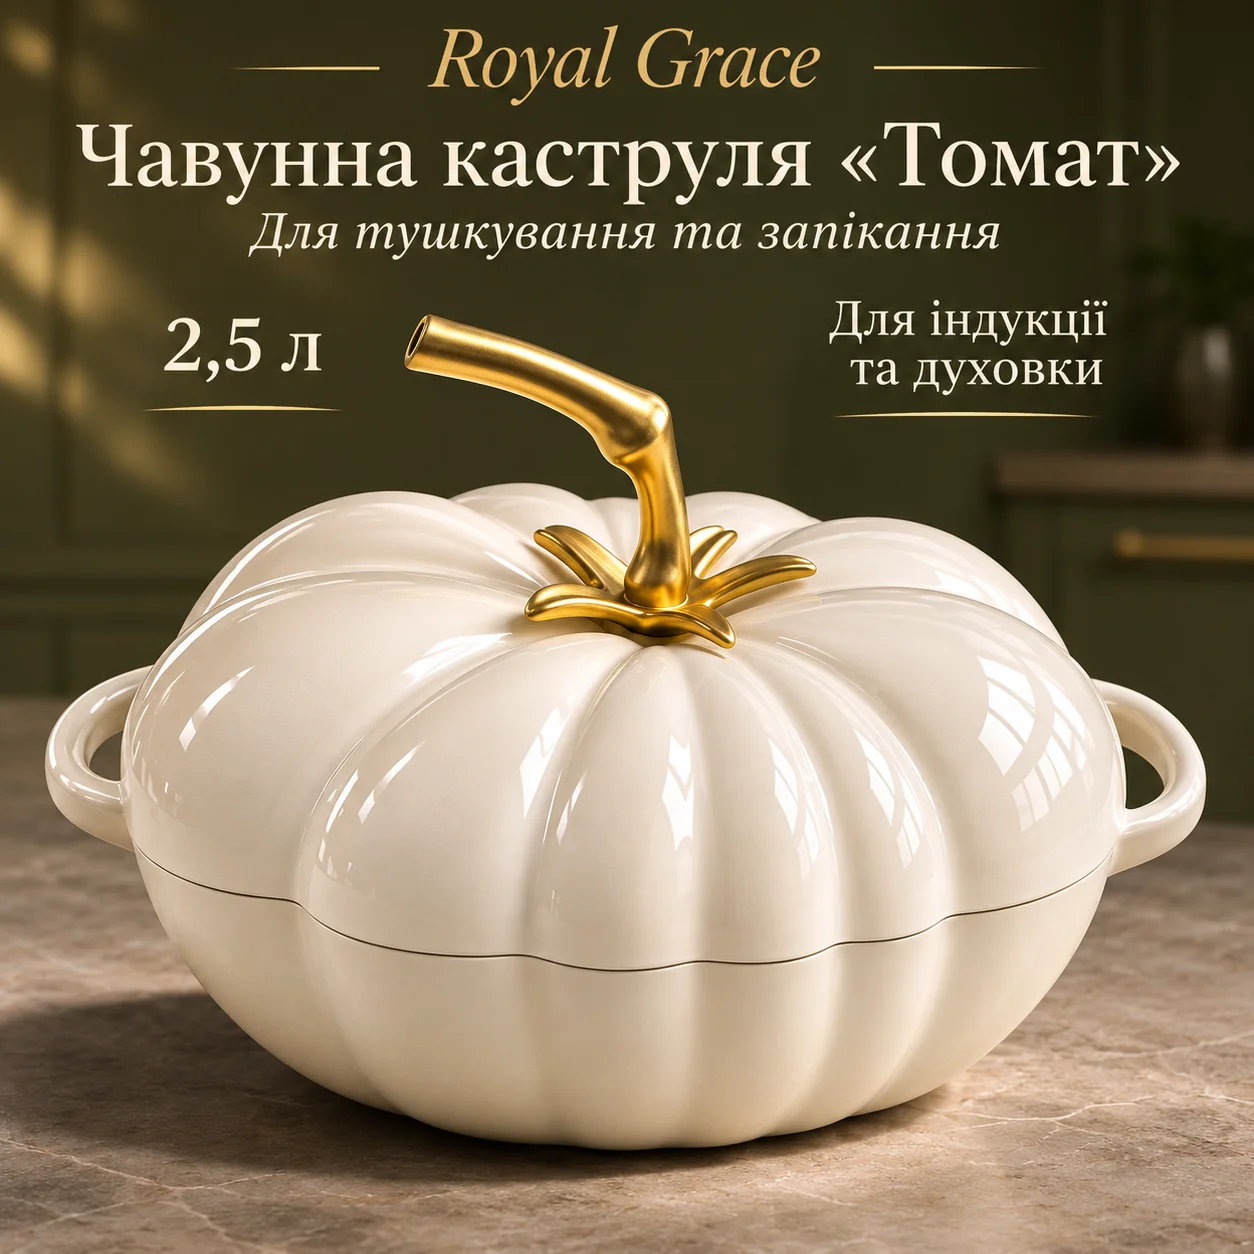 Royal Grace
Чавунна каструля «Томат»
Для тушкування та запікання
2,5 л
Для індукції
та духовки